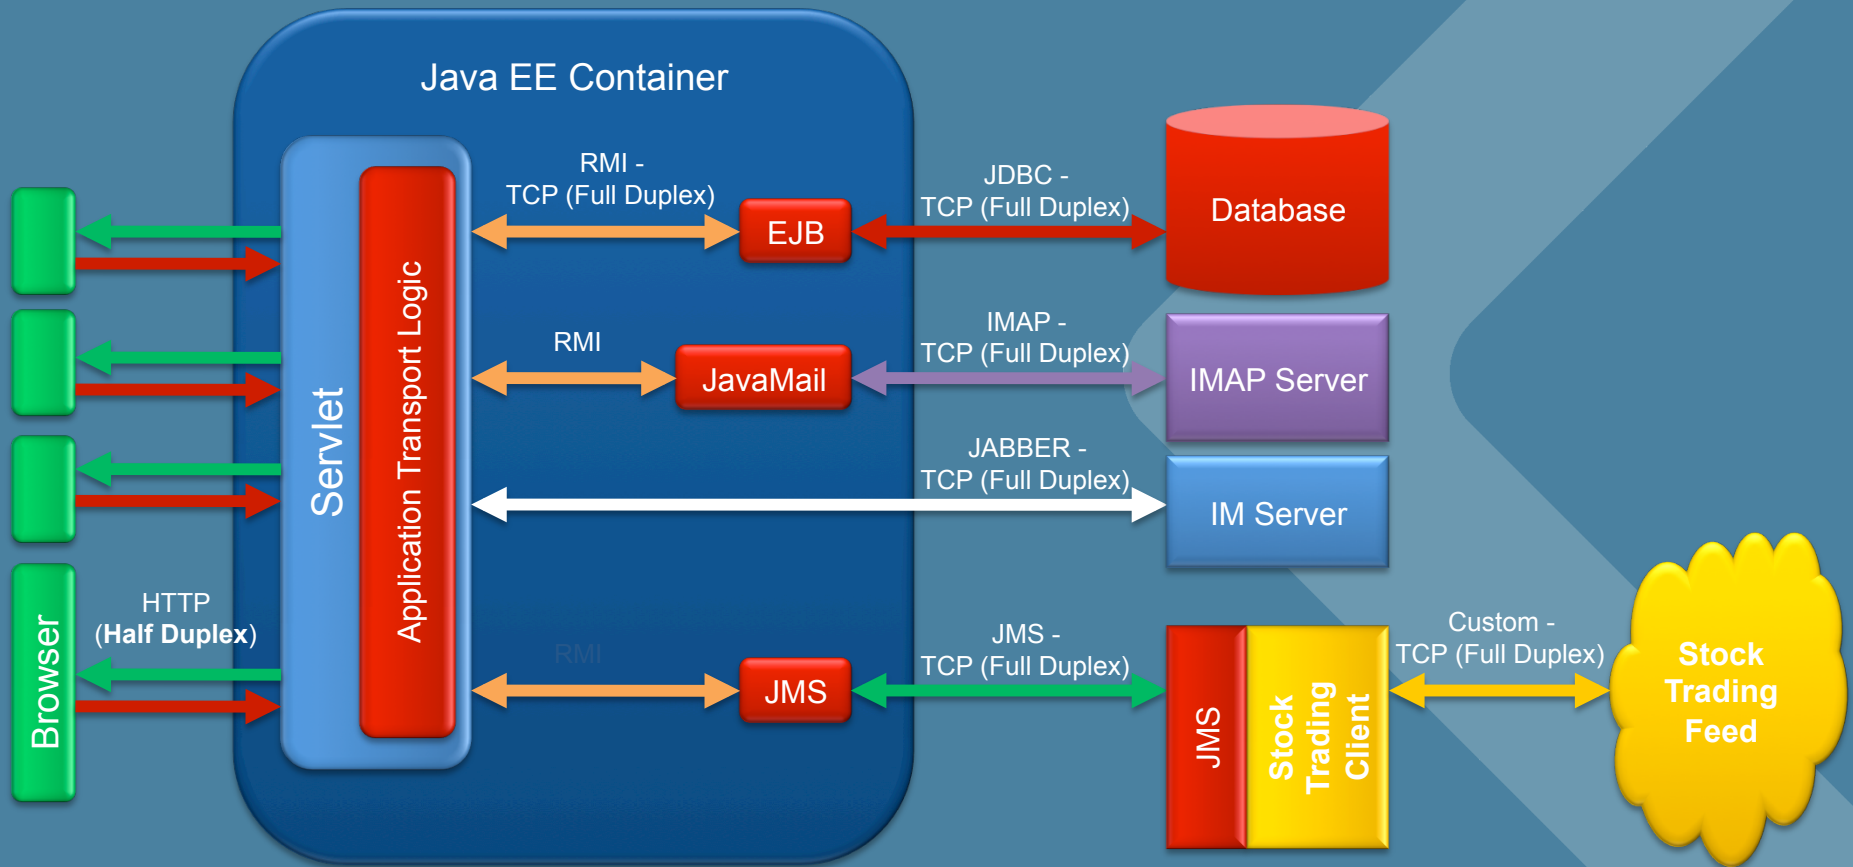 Java EE Container
RMI -
TCP (Full Duplex)
JDBC -
TCP (Full Duplex)
EJB
Database
Servlet
Application Transport Logic
RMI
JavaMail
IMAP -
TCP (Full Duplex)
IMAP Server
JABBER -
TCP (Full Duplex)
IM Server
Browser
HTTP
(Half Duplex)
RMI
JMS
JMS -
TCP (Full Duplex)
JMS
Stock
Trading
Client
Custom -
TCP (Full Duplex)
Stock
Trading
Feed